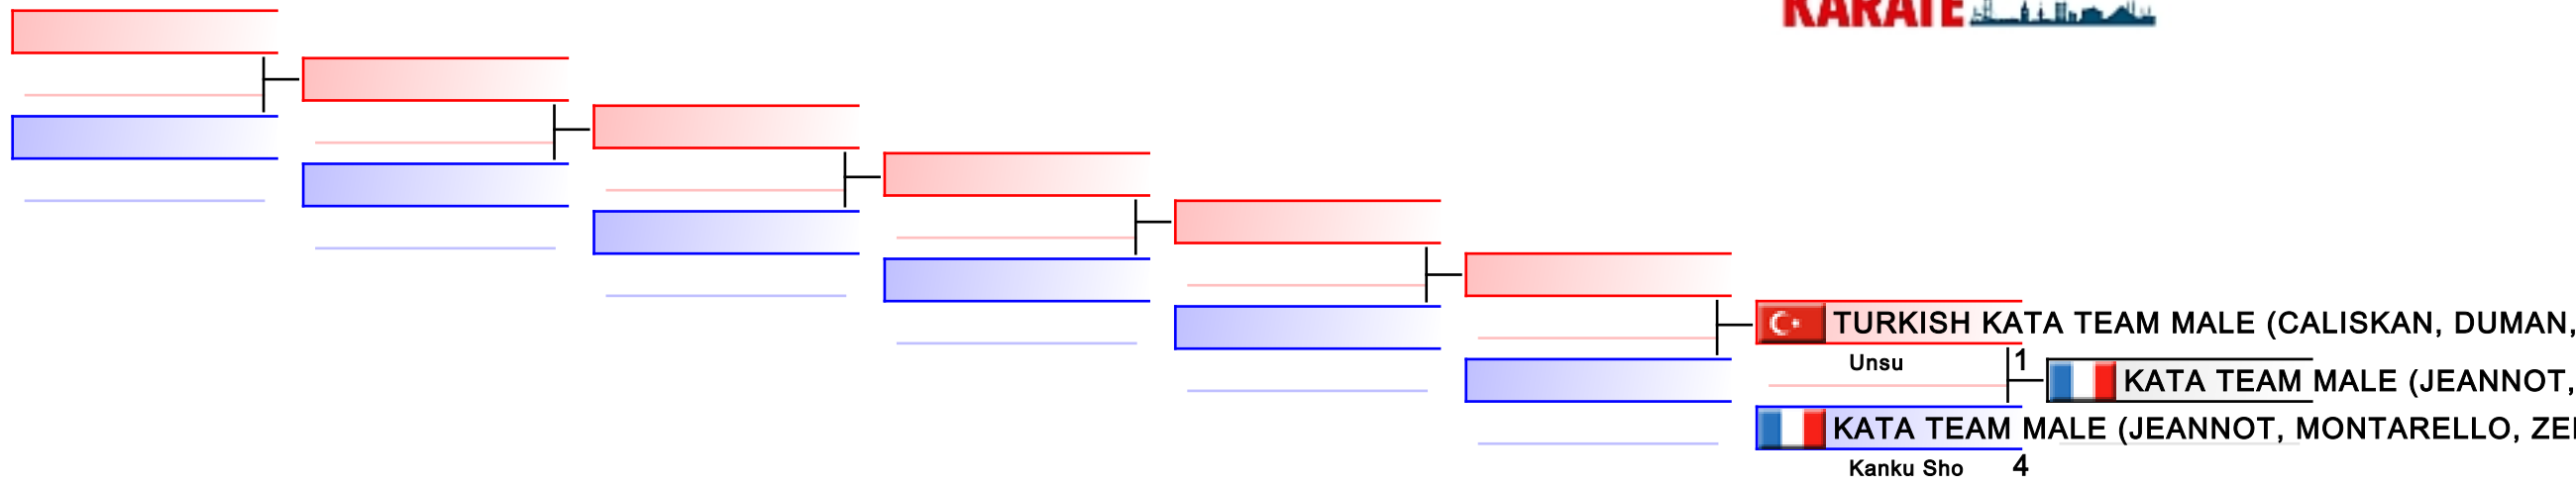 KARATE
TURKISH KATA TEAM MALE (CALISKAN, DUMAN,
Unsu 1
KATA TEAM MALE (JEANNOT,
KATA TEAM MALE (JEANNOT, MONTARELLO,
Kanku Sho 4